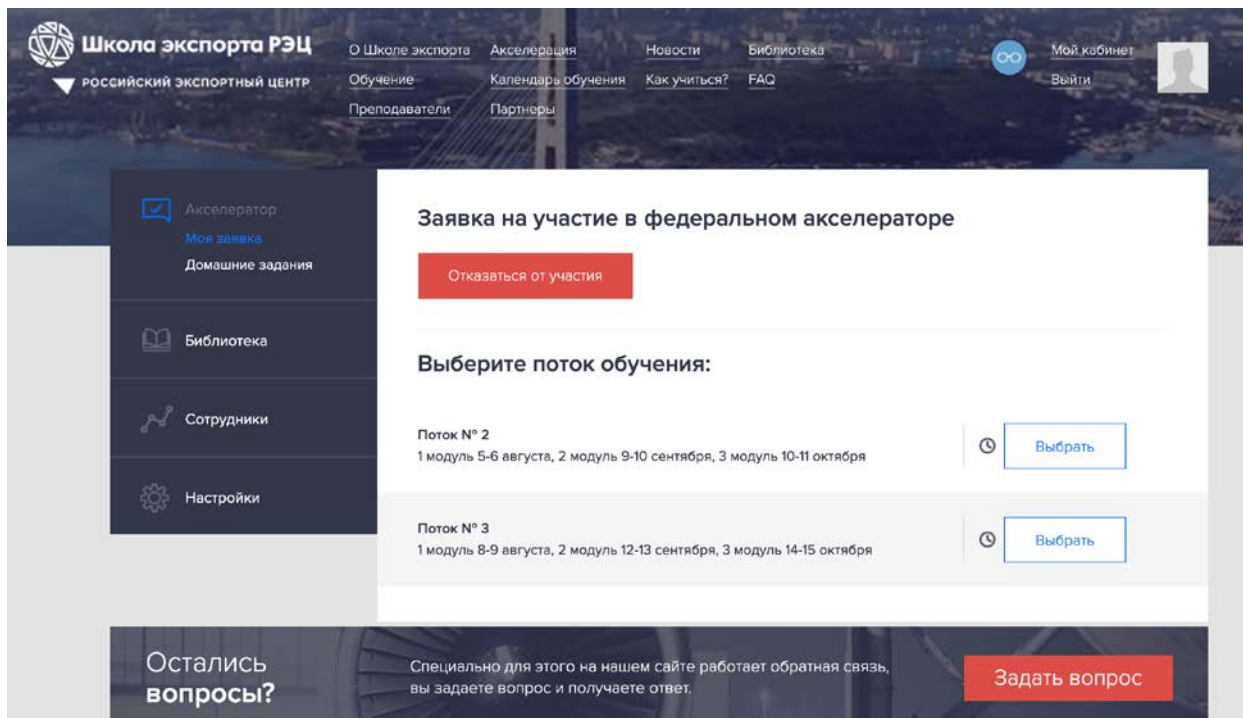 Школа экспорта РЭЦ
РОССИЙСКИЙ ЭКСПОРТНЫЙ ЦЕНТР
О Школе экспорта
Обучение
Преподаватели
Акселерация
Календарь обучения
Партнеры
Новости
Как учиться?
Библиотека
FAQ
Мой кабинет
Выйти
Акселератор
Моя заявка
Домашние задания
Библиотека
Сотрудники
Настройки
Заявка на участие в федеральном акселераторе
Отказаться от участия
Выберите поток обучения:
Поток № 2
1 модуль 5-6 августа, 2 модуль 9-10 сентября, 3 модуль 10-11 октября
Выбрать
Поток № 3
1 модуль 8-9 августа, 2 модуль 12-13 сентября, 3 модуль 14-15 октября
Выбрать
Остались
вопросы?
Специально для этого на нашем сайте работает обратная связь,
вы задаете вопрос и получаете ответ.
Задать вопрос